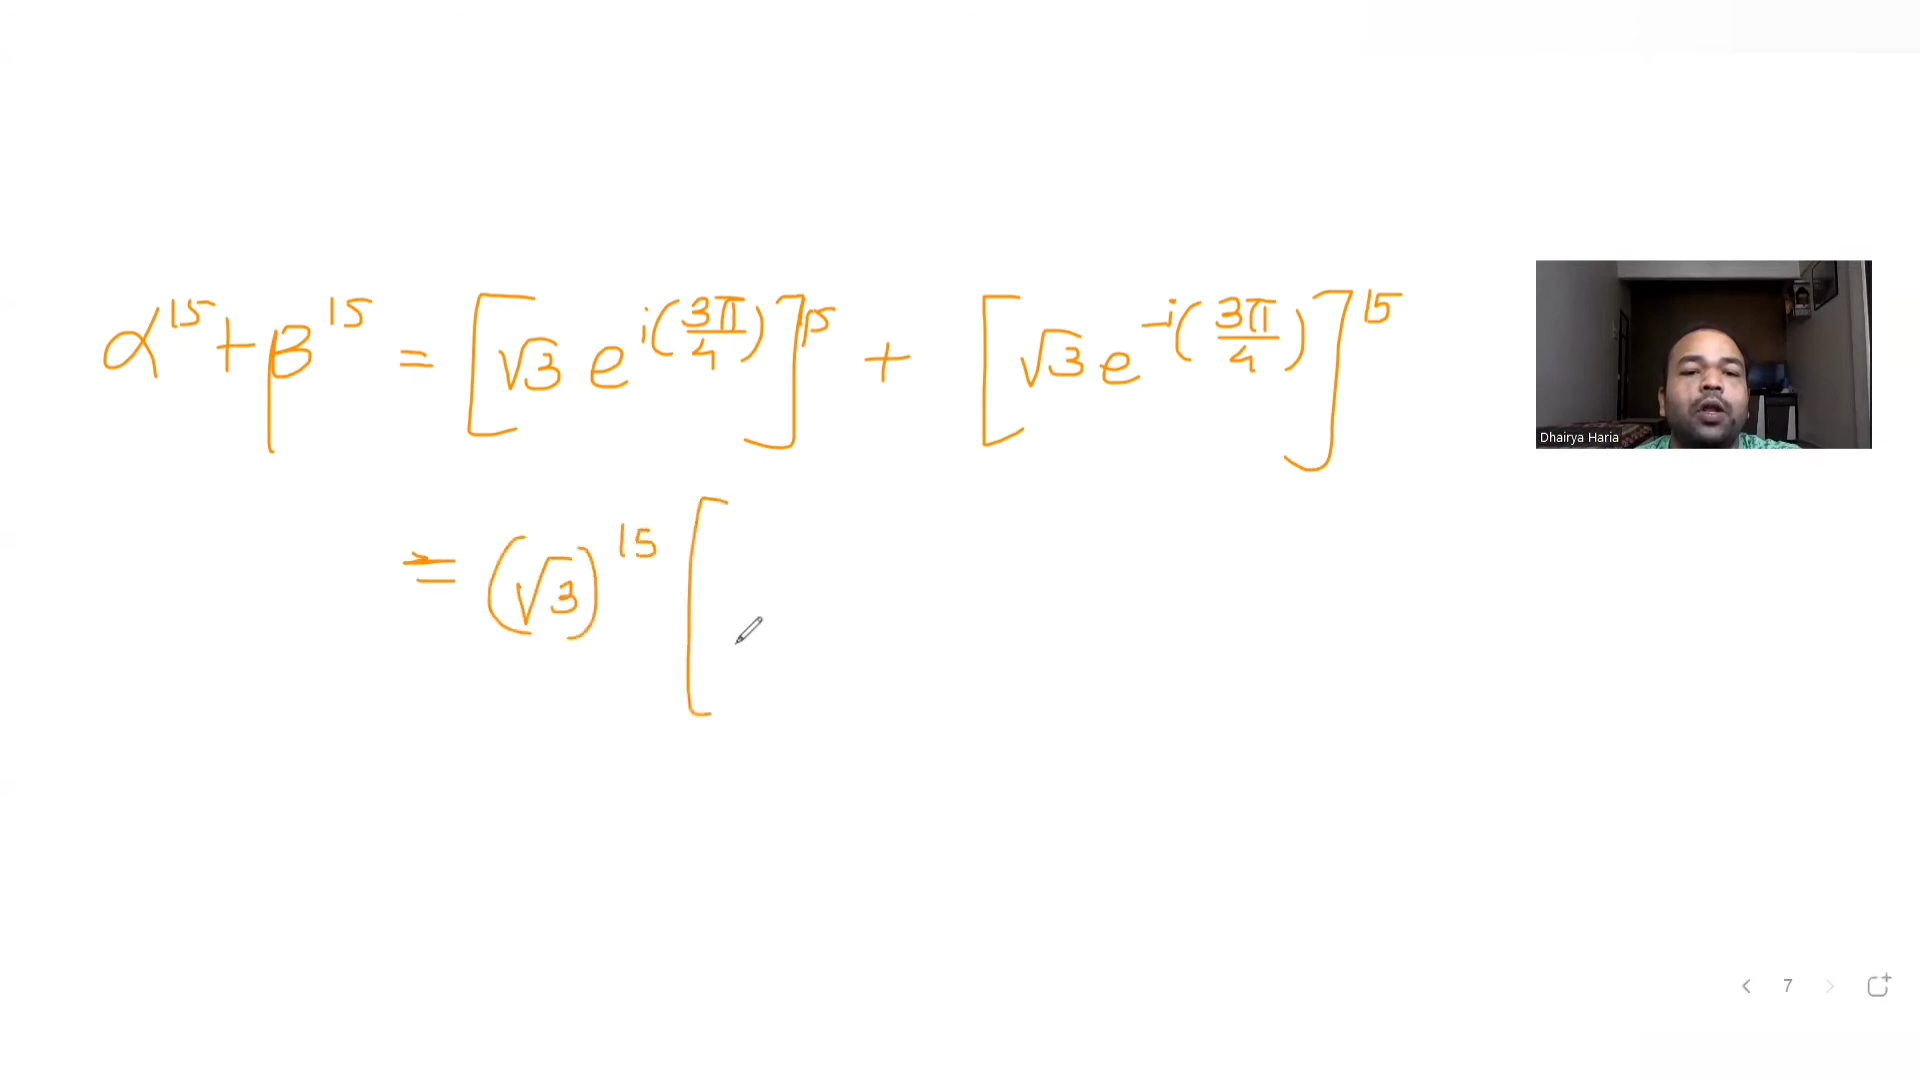 α^15 + β^15 = [√3 e^{i(3π/4)}]^15 + [√3 e^{-i(3π/4)}]^15
Dhairya Haria
= (√3)^15 [
< 7 >